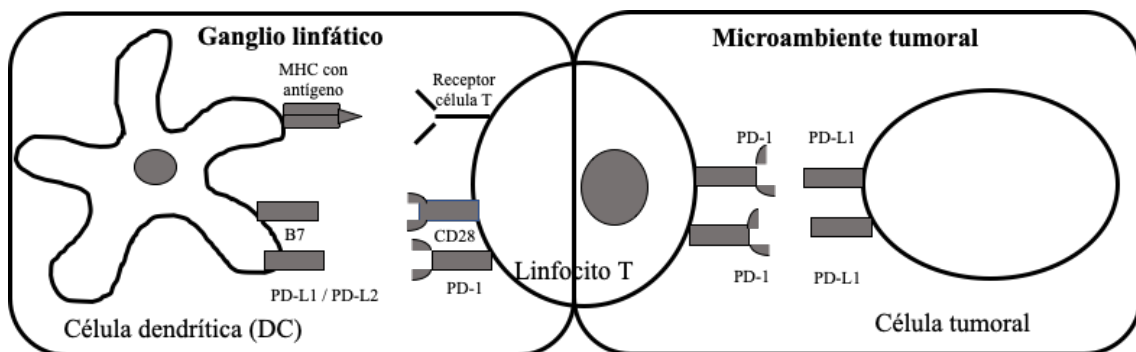 Ganglio linfático
MHC con
antígeno
Receptor
célula T
B7
CD28
PD-L1 / PD-L2
PD-1
Célula dendrítica (DC)
Linfocito T
Microambiente tumoral
PD-1
PD-L1
PD-1
PD-L1
Célula tumoral